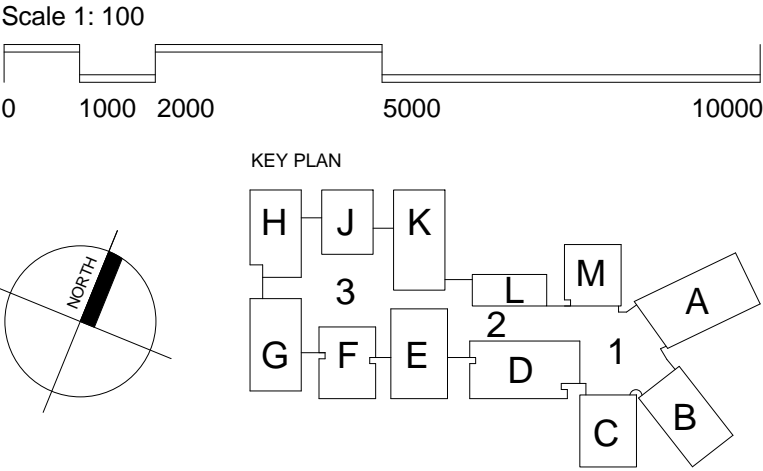 Scale 1: 100
0 1000 2000 5000 10000
KEY PLAN
NORTH
H J K
L M A
3 2 1
G F E D
C B